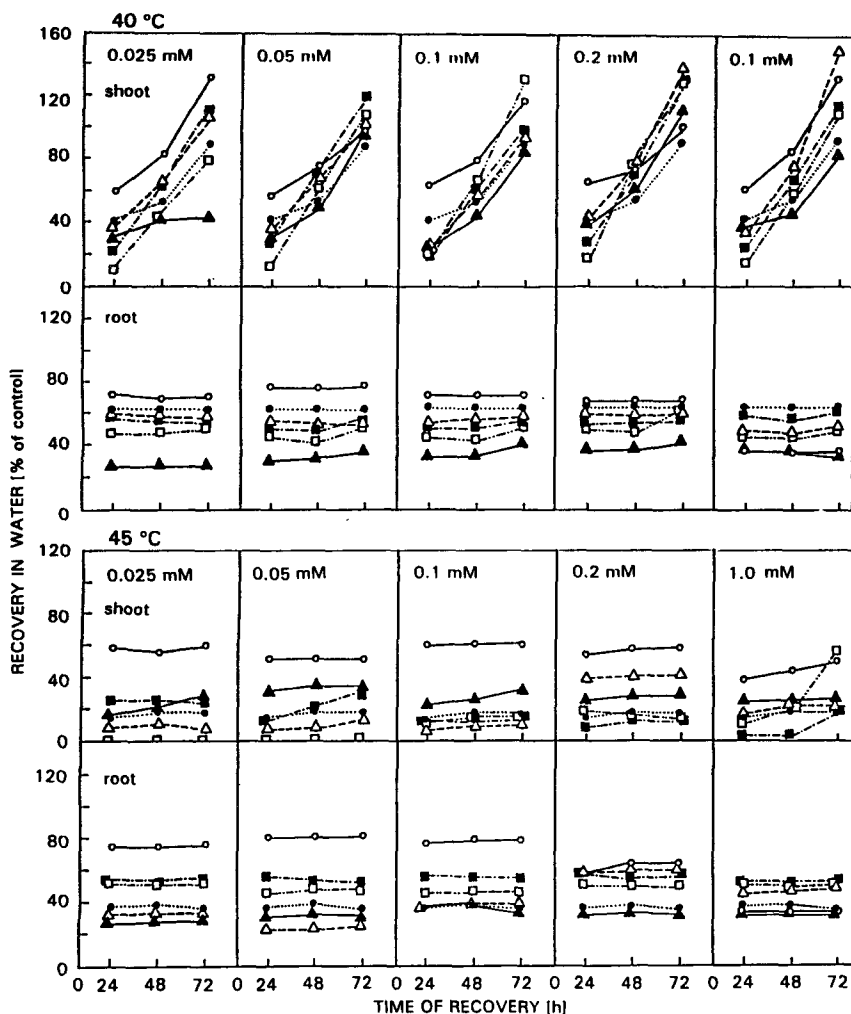 40 °C
160
120
80
40
0
0.025 mM
0.05 mM
0.1 mM
0.2 mM
0.1 mM
shoot
120
80
40
0
root
RECOVERY IN WATER [% of control]
45 °C
120
80
40
0
0.025 mM
0.05 mM
0.1 mM
0.2 mM
1.0 mM
shoot
120
80
40
0
root
0 24 48 72 0 24 48 72 0 24 48 72 0 24 48 72 0 24 48 72
TIME OF RECOVERY [h]